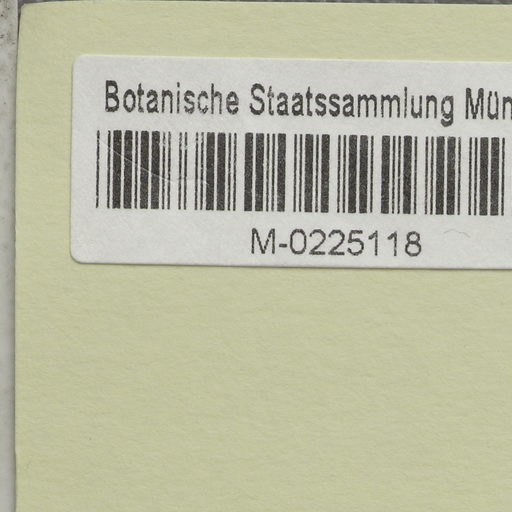 Botanische Staatssammlung Mün
M-0225118